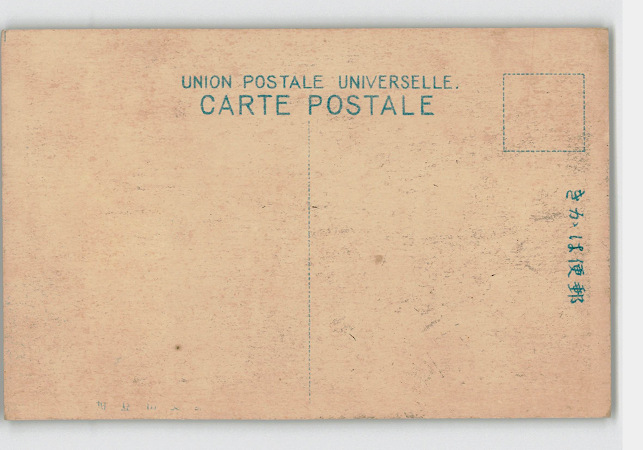 UNION POSTALE UNIVERSELLE.
CARTE POSTALE
きかは便郵